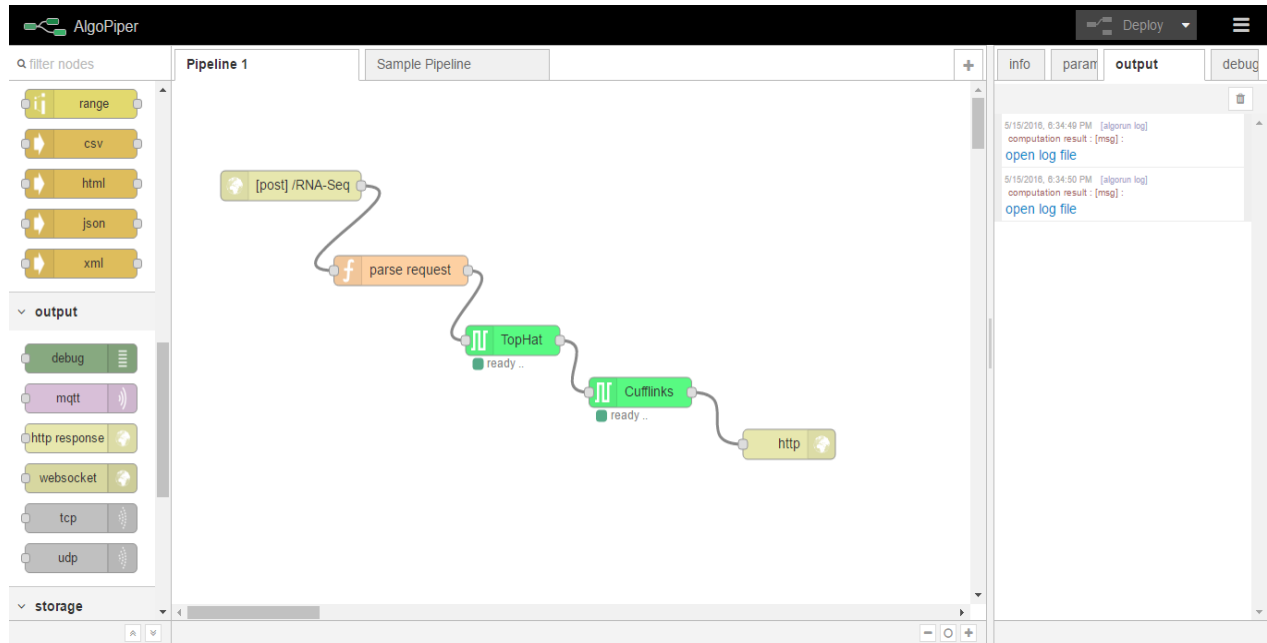 AlgoPiper
Deploy
filter nodes
range
csv
html
json
xml
output
debug
mqtt
http response
websocket
tcp
udp
storage
Pipeline 1
Sample Pipeline
[post] /RNA-Seq
parse request
TopHat
ready ..
Cufflinks
ready ..
http
info
param
output
debug
5/15/2016, 6:34:49 PM [algorun log]
computation result : [msg] :
open log file
5/15/2016, 6:34:50 PM [algorun log]
computation result : [msg] :
open log file